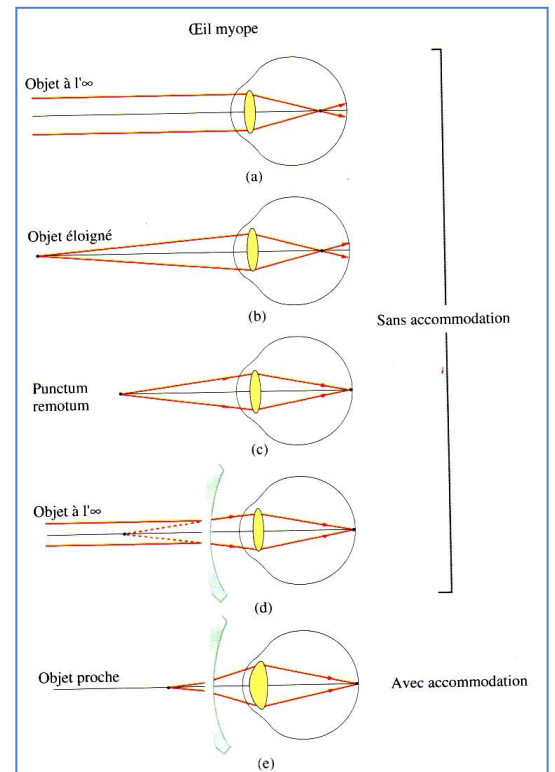 Œil myope
Objet à l'∞
(a)
Objet éloigné
(b)
Sans accommodation
Punctum
remotum
(c)
Objet à l'∞
(d)
Objet proche
Avec accommodation
(e)